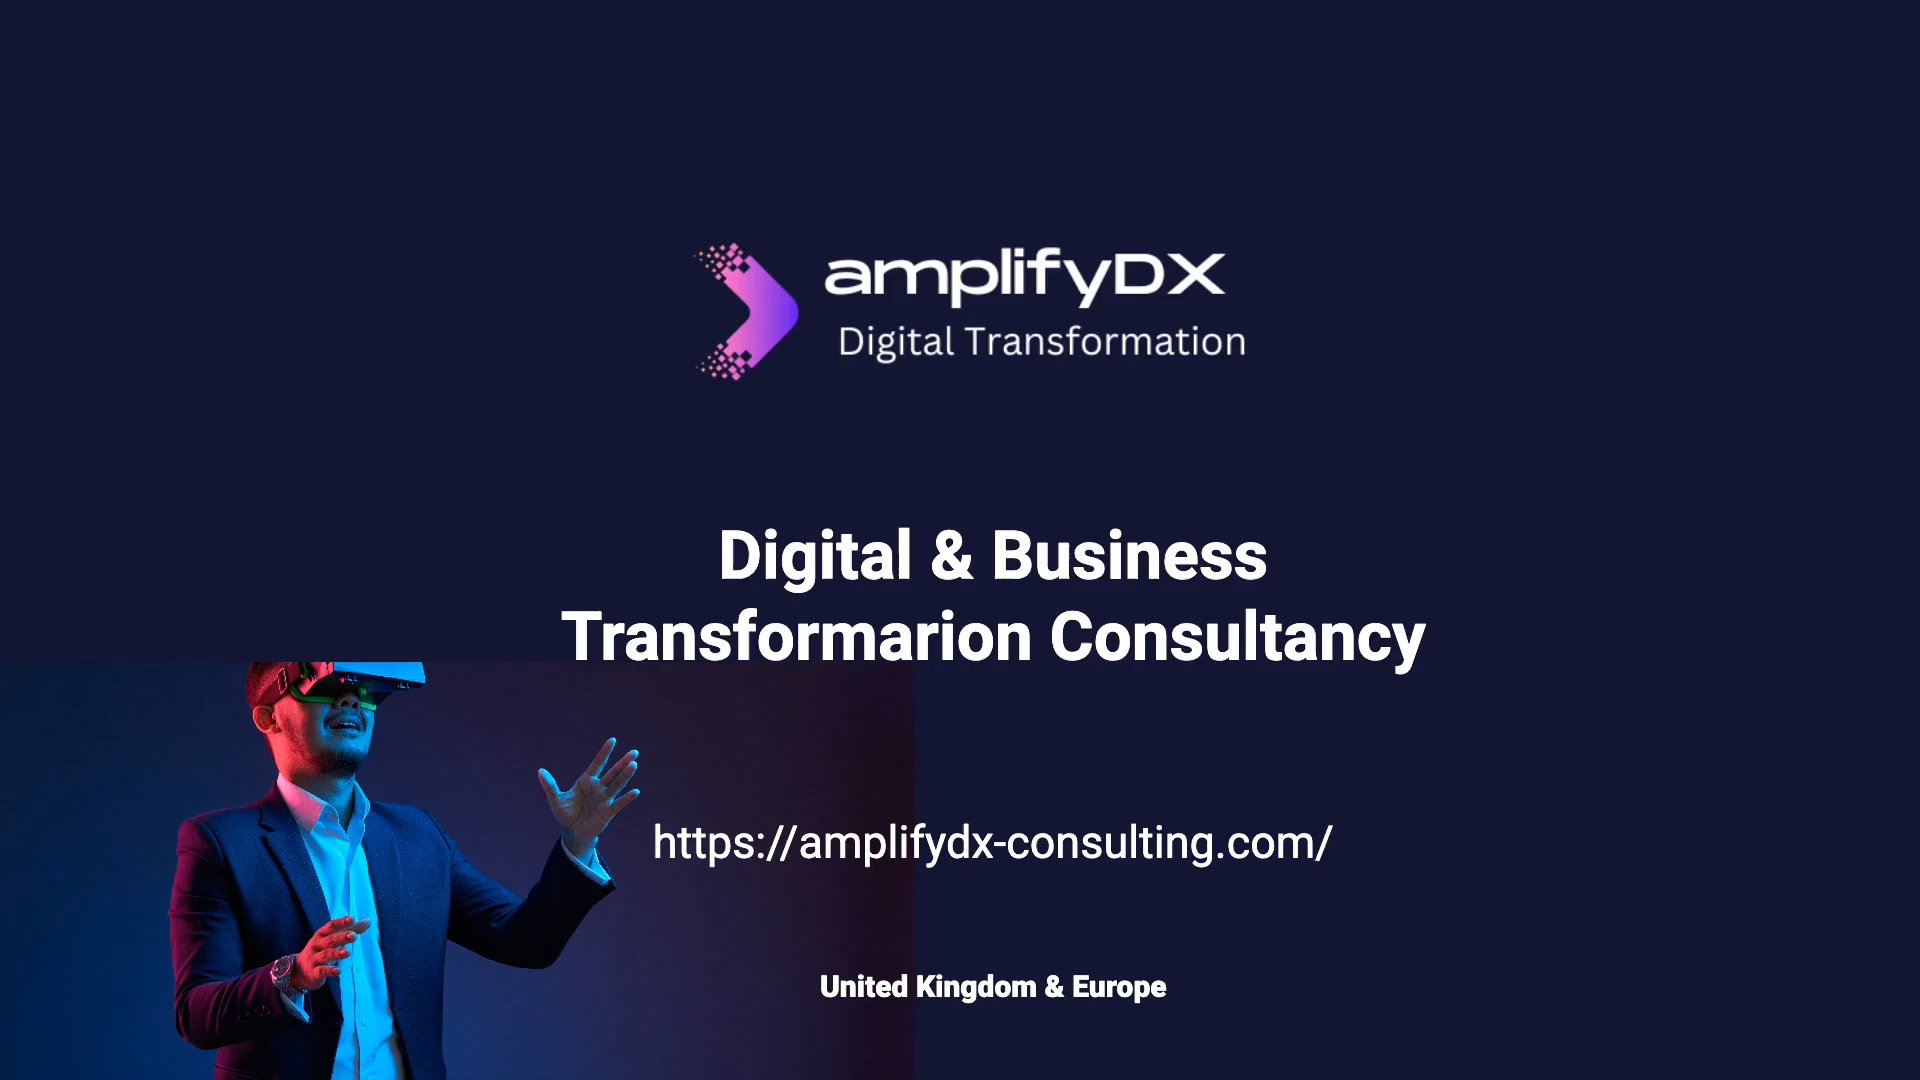 amplifyDX
Digital Transformation
Digital & Business
Transformarion Consultancy
https://amplifydx-consulting.com/
United Kingdom & Europe